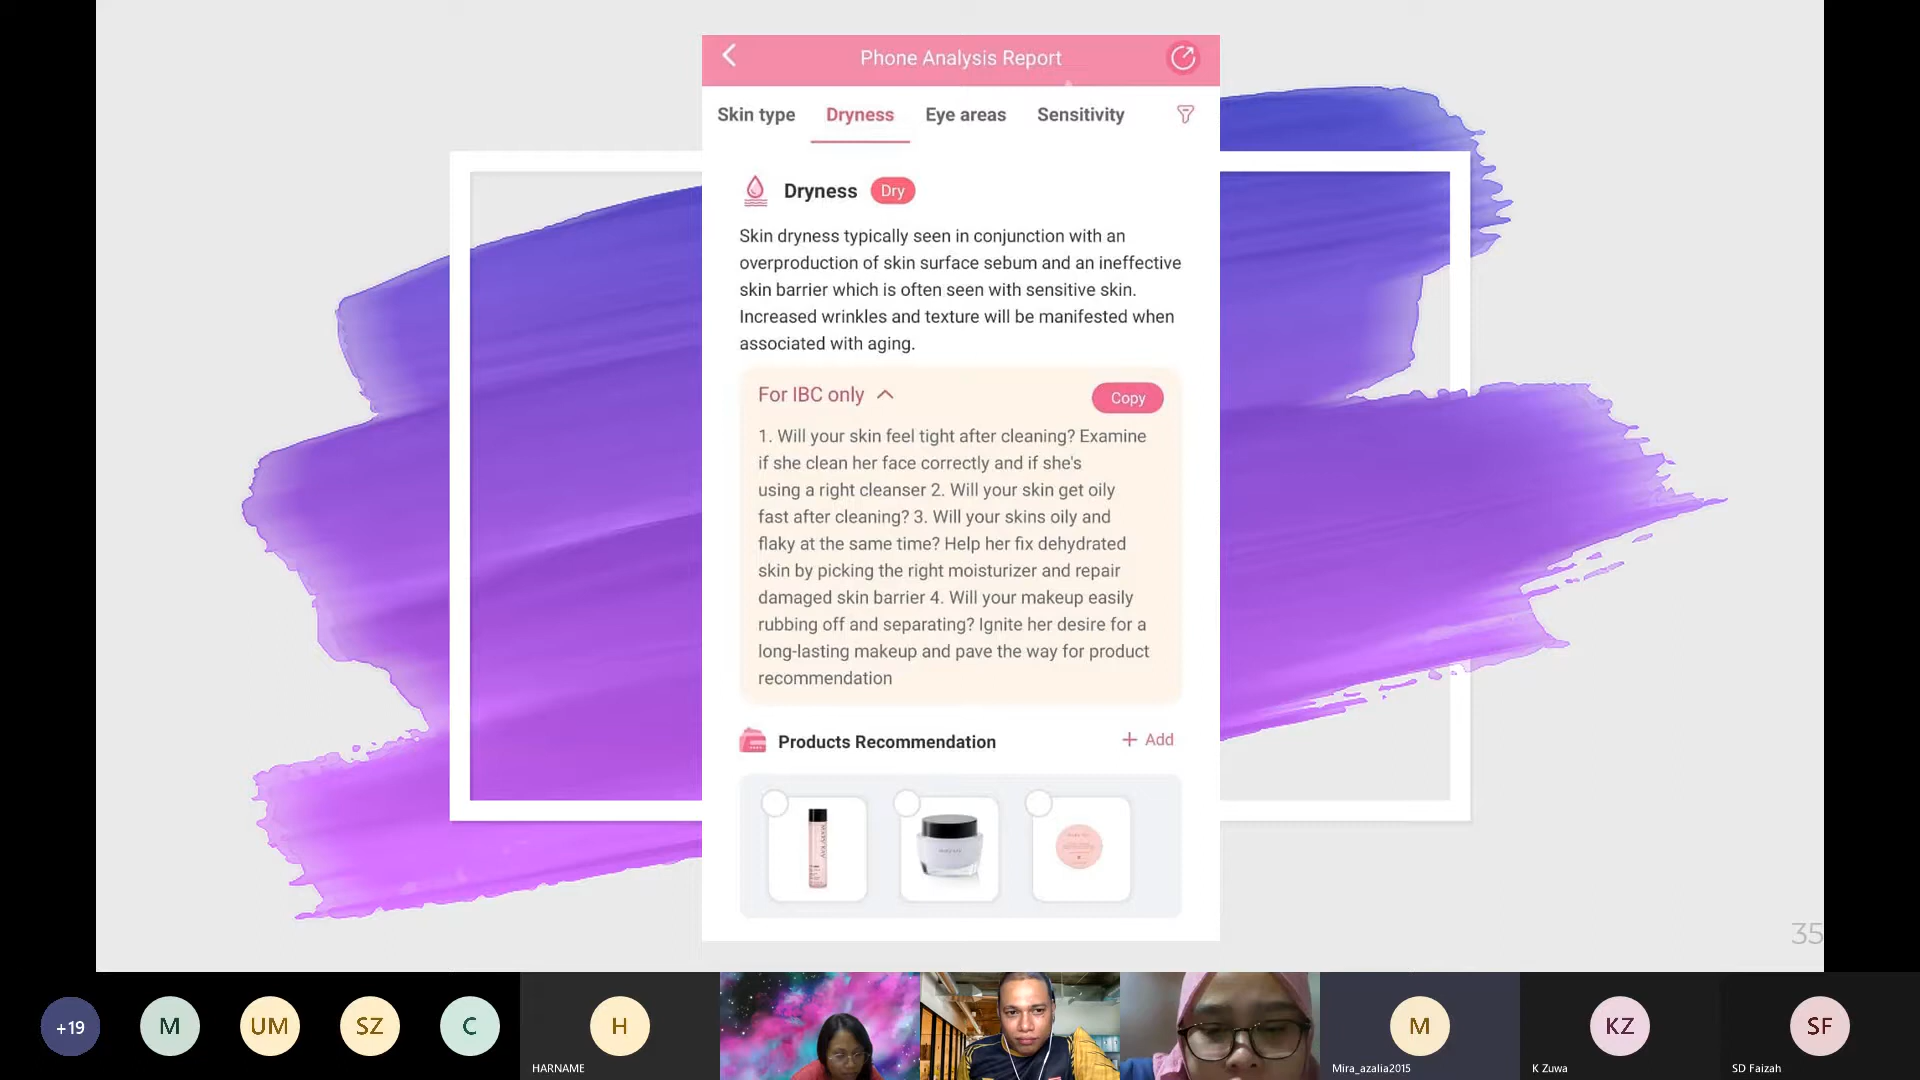 Phone Analysis Report
Skin type
Dryness
Eye areas
Sensitivity
Dryness
Dry
Skin dryness typically seen in conjunction with an
overproduction of skin surface sebum and an ineffective
skin barrier which is often seen with sensitive skin.
Increased wrinkles and texture will be manifested when
associated with aging.
For IBC only
Copy
1. Will your skin feel tight after cleaning? Examine
if she clean her face correctly and if she's
using a right cleanser 2. Will your skin get oily
fast after cleaning? 3. Will your skins oily and
flaky at the same time? Help her fix dehydrated
skin by picking the right moisturizer and repair
damaged skin barrier 4. Will your makeup easily
rubbing off and separating? Ignite her desire for a
long-lasting makeup and pave the way for product
recommendation
Products Recommendation
+ Add
35
+19
M
UM
SZ
C
H
HARNAME
M
Mira_azalia2015
KZ
K Zuwa
SF
SD Faizah